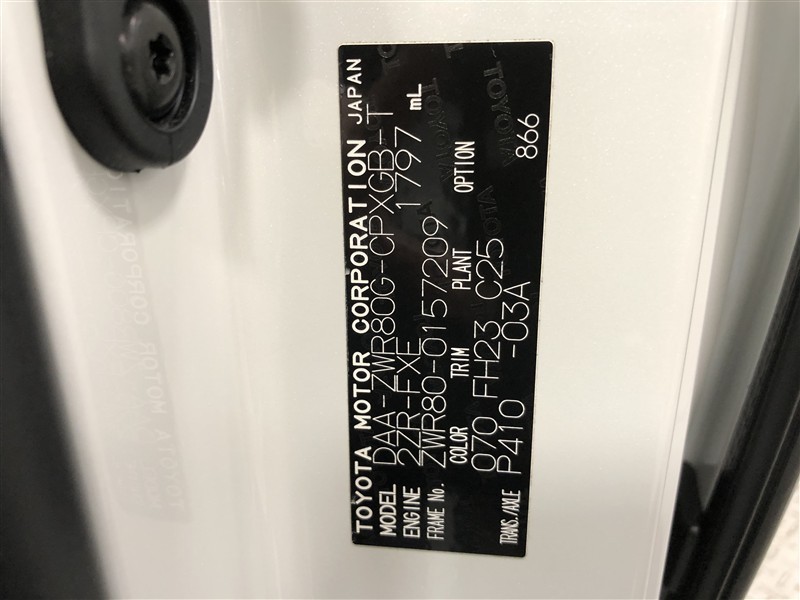 TOYOTA MOTOR CORPORATION JAPAN
MODEL DAA-ZWR80G-CPXGB-T
ENGINE 2ZR-FXE 1797 mL
FRAME No. ZWR80-0157209
COLOR TRIM PLANT OPTION
070 FH23 C25 866
TRANS./AXLE P410 -03A